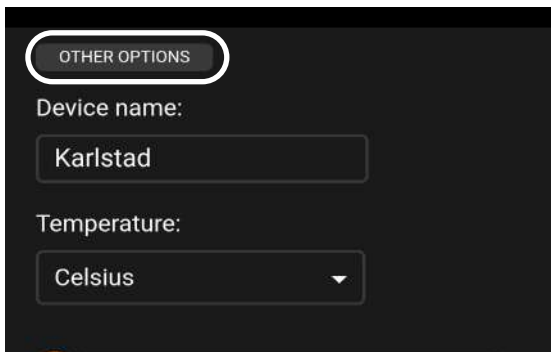 OTHER OPTIONS
Device name:
Karlstad
Temperature:
Celsius